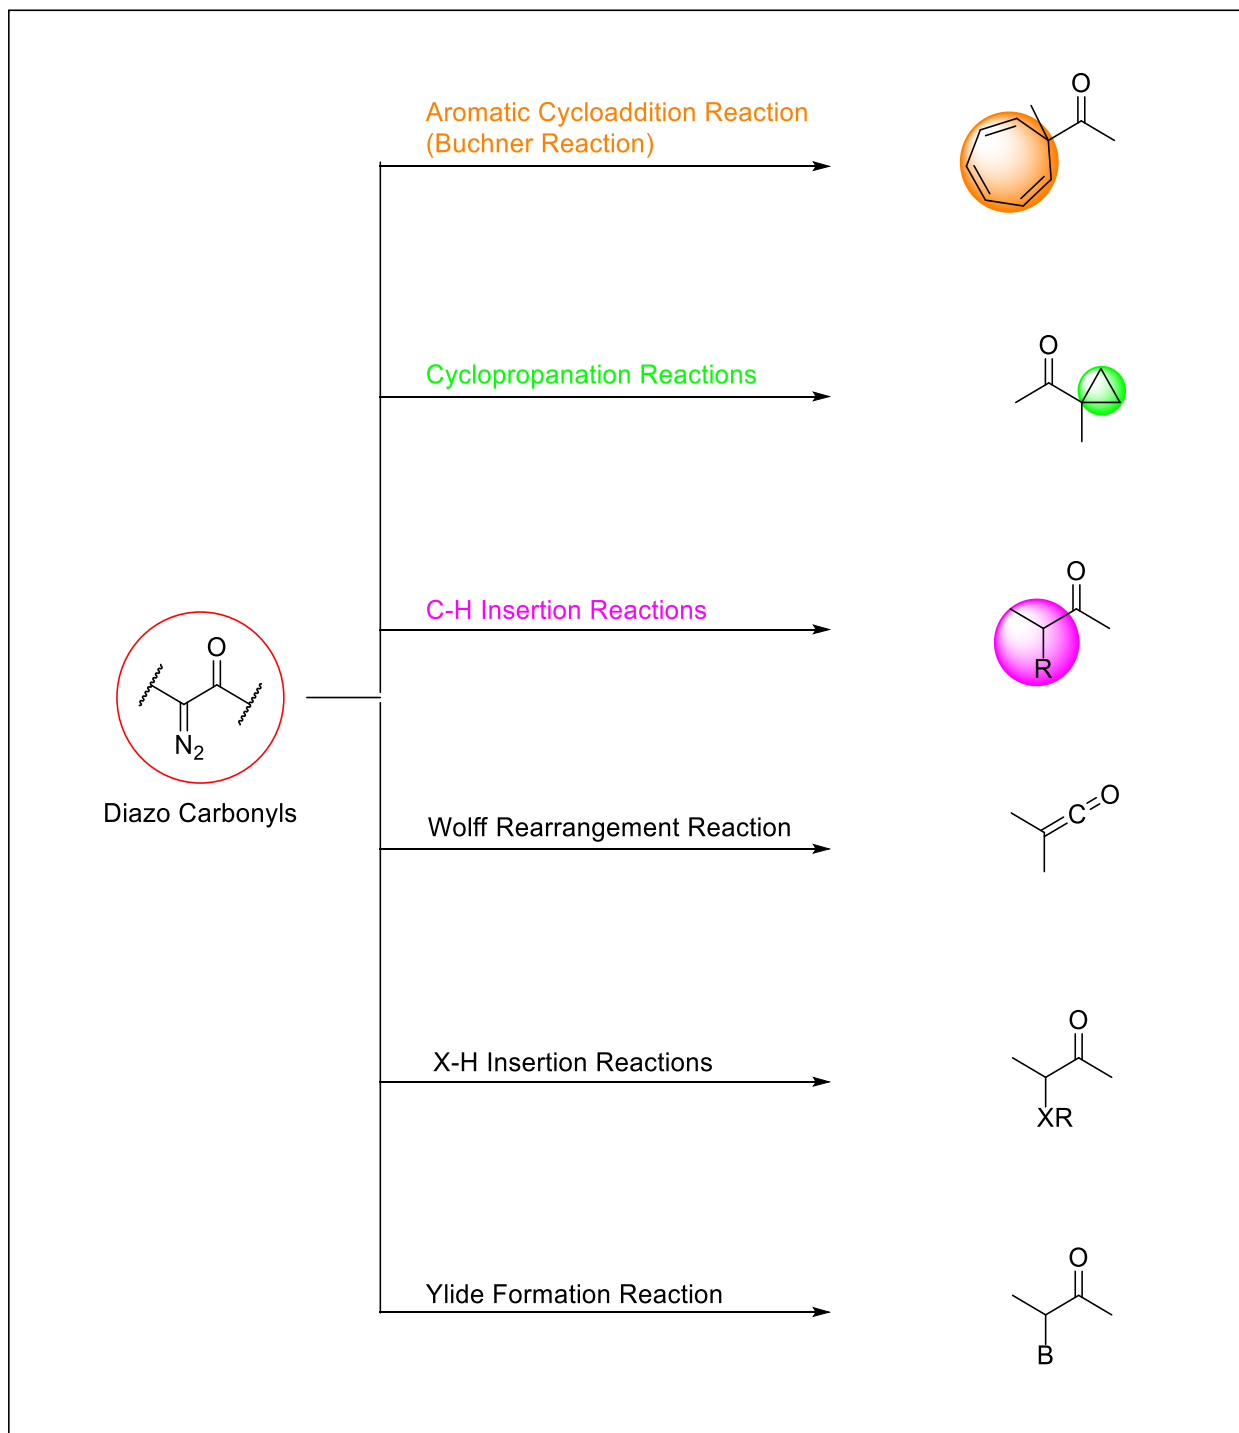 Aromatic Cycloaddition Reaction
(Buchner Reaction)
O
Cyclopropanation Reactions
O
C-H Insertion Reactions
O
R
O
N2
Diazo Carbonyls
Wolff Rearrangement Reaction
C O
X-H Insertion Reactions
O
XR
Ylide Formation Reaction
O
B